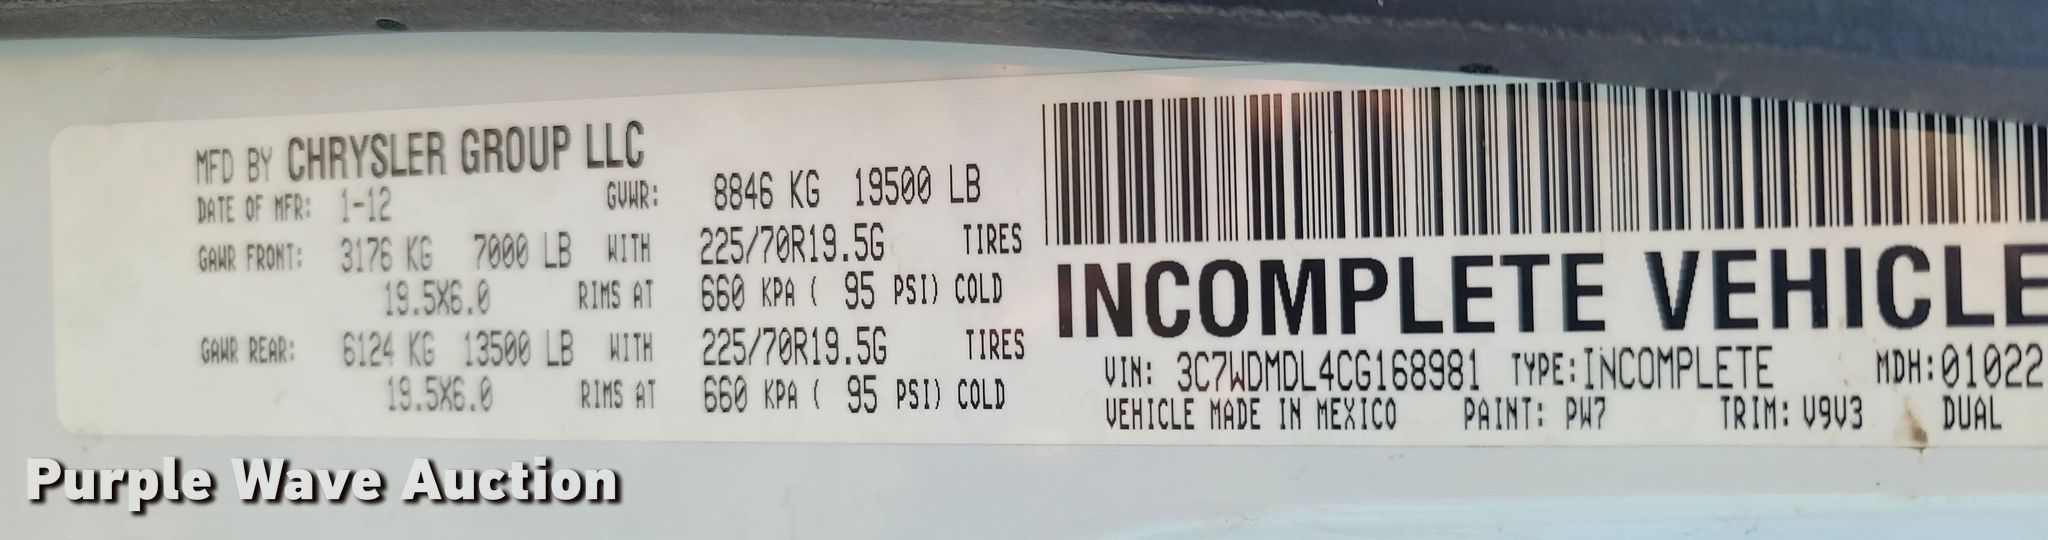 MFD BY CHRYSLER GROUP LLC
DATE OF MFR: 1-12 GVWR: 8846 KG 19500 LB
GAWR FRONT: 3176 KG 7000 LB WITH 225/70R19.5G TIRES
19.5X6.0 RIMS AT 660 KPA ( 95 PSI) COLD
GAWR REAR: 6124 KG 13500 LB WITH 225/70R19.5G TIRES
19.5X6.0 RIMS AT 660 KPA ( 95 PSI) COLD
INCOMPLETE VEHICLE
VIN: 3C7WDMDL4CG168981 TYPE: INCOMPLETE MDH: 01022
VEHICLE MADE IN MEXICO PAINT: PW7 TRIM: V9V3 DUAL
Purple Wave Auction